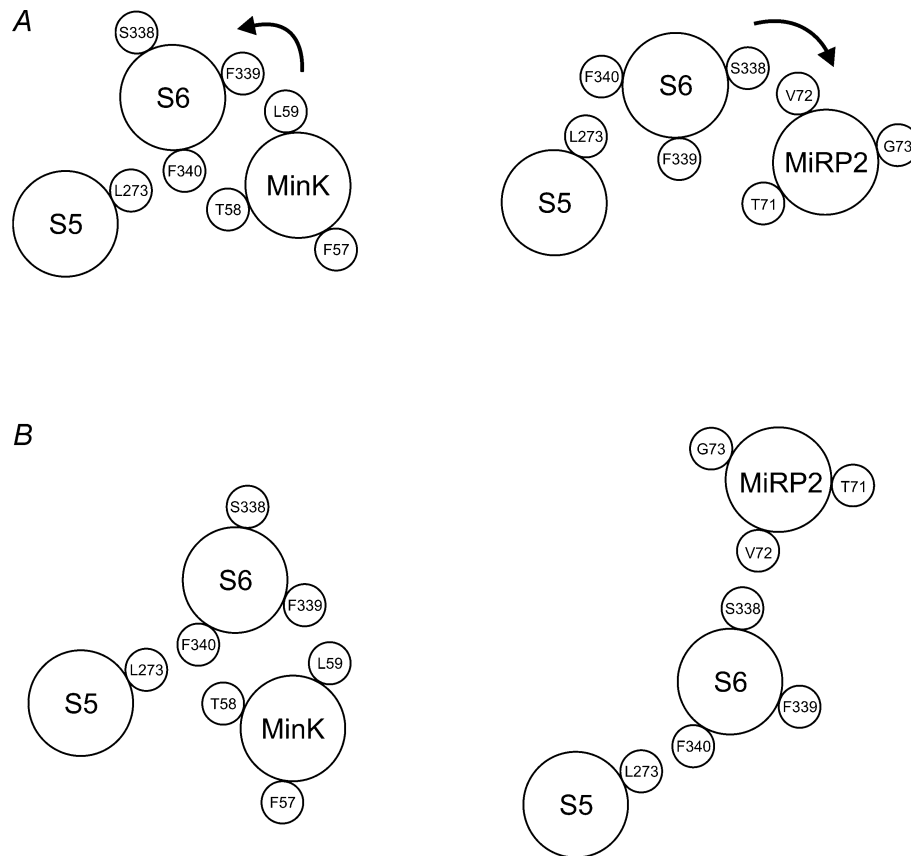 A
S338
S6
F339
L59
MinK
F340
L273
T58
S5
F57
F340
S6
S338
V72
L273
F339
MiRP2
G73
S5
T71
B
S338
S6
F339
F340
L273
L59
T58
S5
MinK
F57
G73
MiRP2
T71
V72
S338
S6
F339
F340
L273
S5